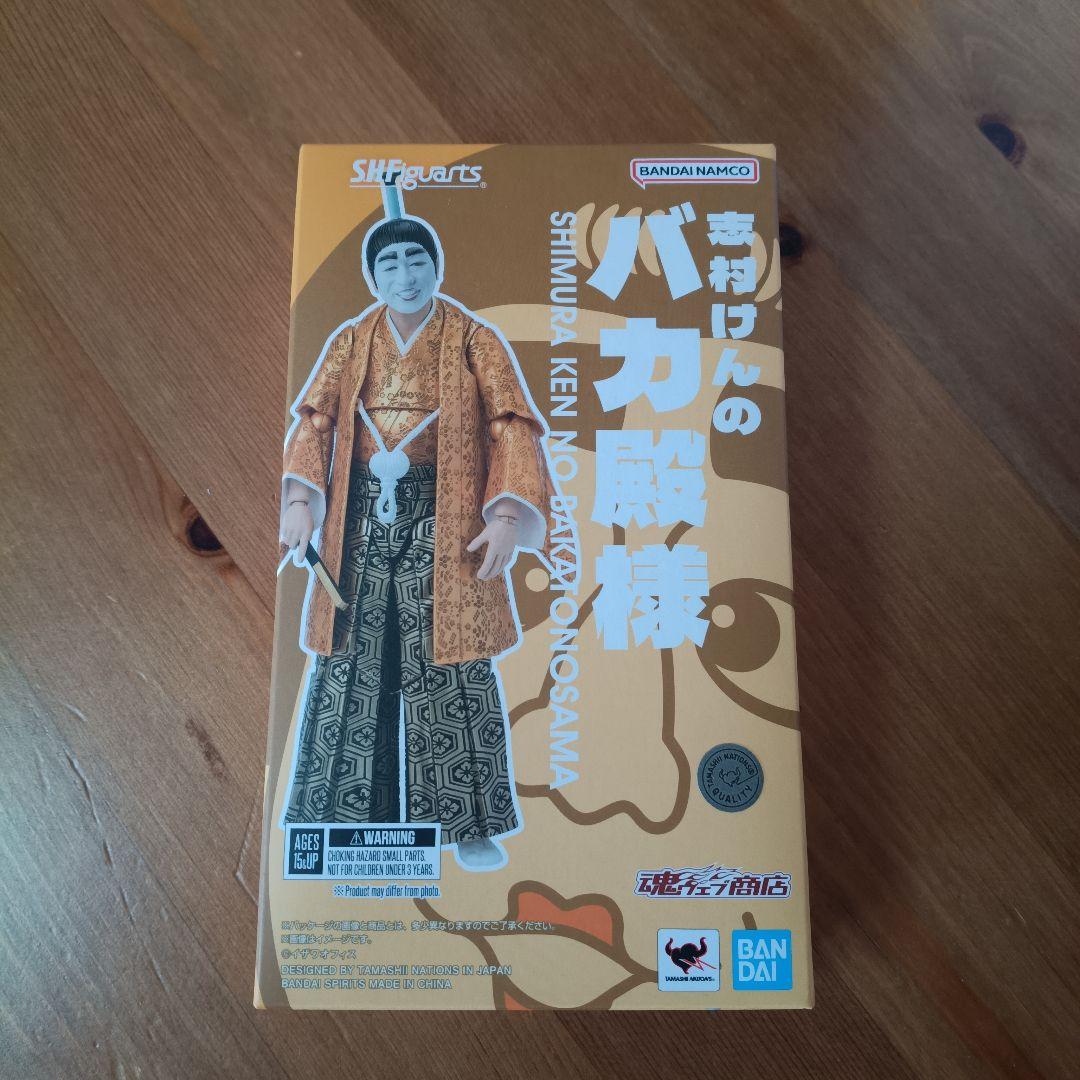 S.H.Figuarts®
BANDAI NAMCO
志村けんの
バカ殿様
SHIMURA KEN NO BAKATONOSAMA
TAMASHII NATIONS
QUALITY
AGES
15&UP
⚠WARNING
CHOKING HAZARD SMALL PARTS.
NOT FOR CHILDREN UNDER 3 YEARS.
※Product may differ from photo.
魂ウェブ商店
※パッケージの画像と商品とは、多少異なりますのでご了承ください。
※画像はイメージです。
©イザワオフィス
DESIGNED BY TAMASHII NATIONS IN JAPAN
BANDAI SPIRITS MADE IN CHINA
TAMASHII NATIONS
BAN
DAI